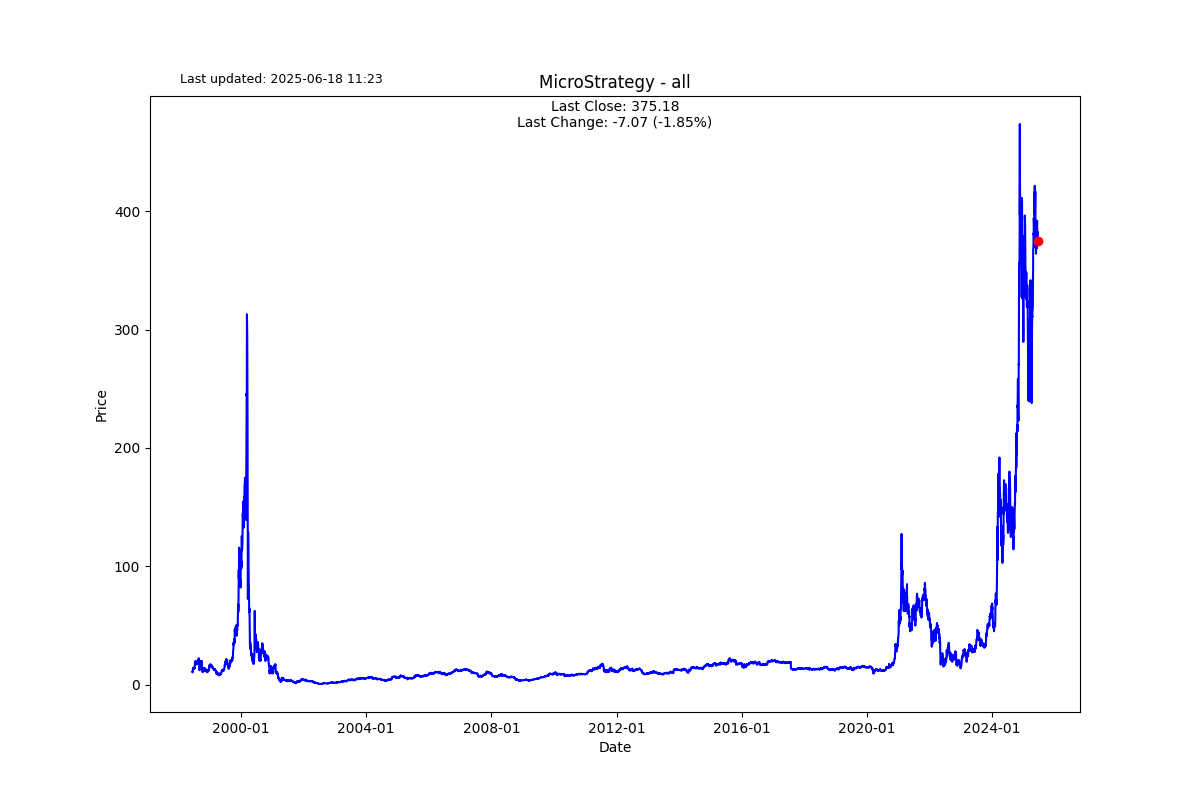 Last updated: 2025-06-18 11:23
MicroStrategy - all
Last Close: 375.18
Last Change: -7.07 (-1.85%)
400
300
200
100
0
Price
2000-01 2004-01 2008-01 2012-01 2016-01 2020-01 2024-01
Date